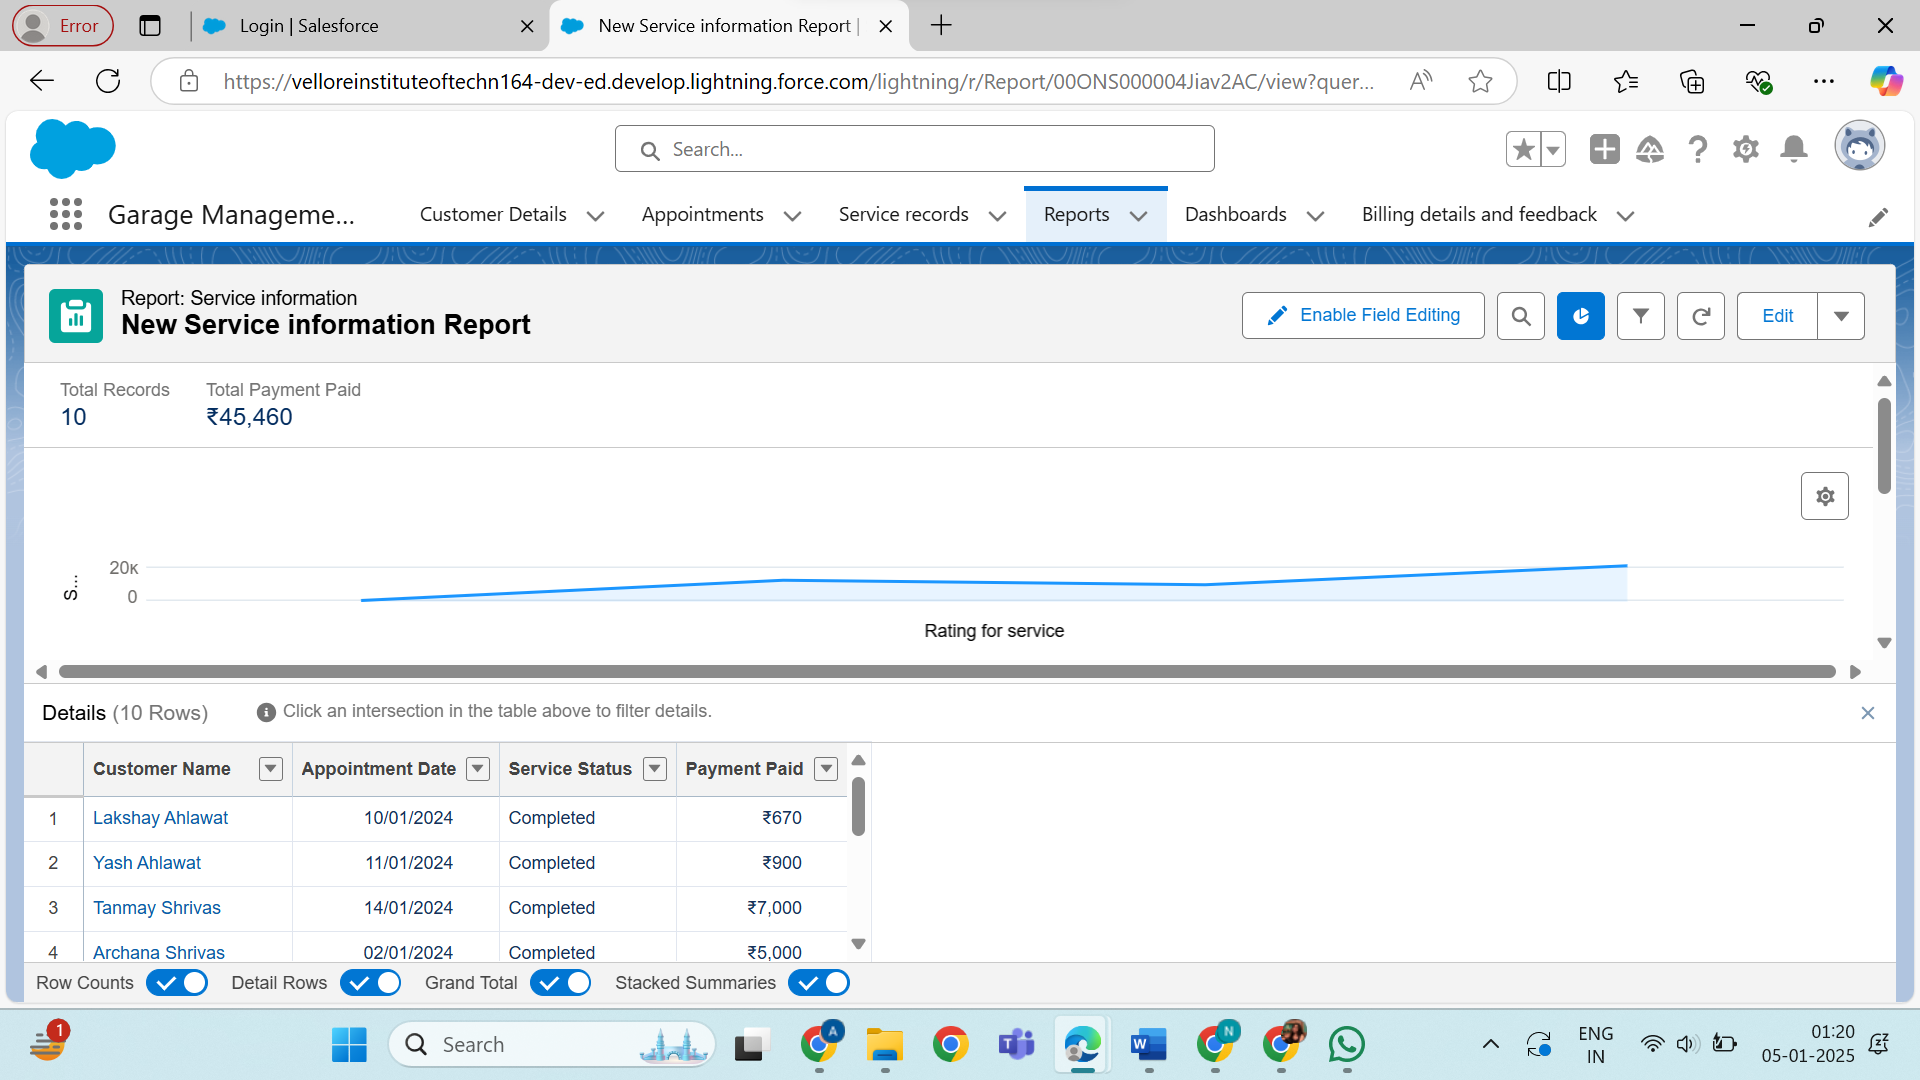 Error
Login | Salesforce
New Service information Report |
https://velloreinstituteoftechn164-dev-ed.develop.lightning.force.com/lightning/r/Report/00ONS000004Jiav2AC/view?quer...
Search...
Garage Manageme...
Customer Details
Appointments
Service records
Reports
Dashboards
Billing details and feedback
Report: Service information
New Service information Report
Enable Field Editing
Edit
Total Records
Total Payment Paid
10
₹45,460
20K
0
S...
Rating for service
Details (10 Rows)
Click an intersection in the table above to filter details.
Customer Name
Appointment Date
Service Status
Payment Paid
1 Lakshay Ahlawat 10/01/2024 Completed ₹670
2 Yash Ahlawat 11/01/2024 Completed ₹900
3 Tanmay Shrivas 14/01/2024 Completed ₹7,000
4 Archana Shrivas 02/01/2024 Completed ₹5,000
Row Counts
Detail Rows
Grand Total
Stacked Summaries
1
Search
A
T
W
N
ENG
IN
01:20
05-01-2025